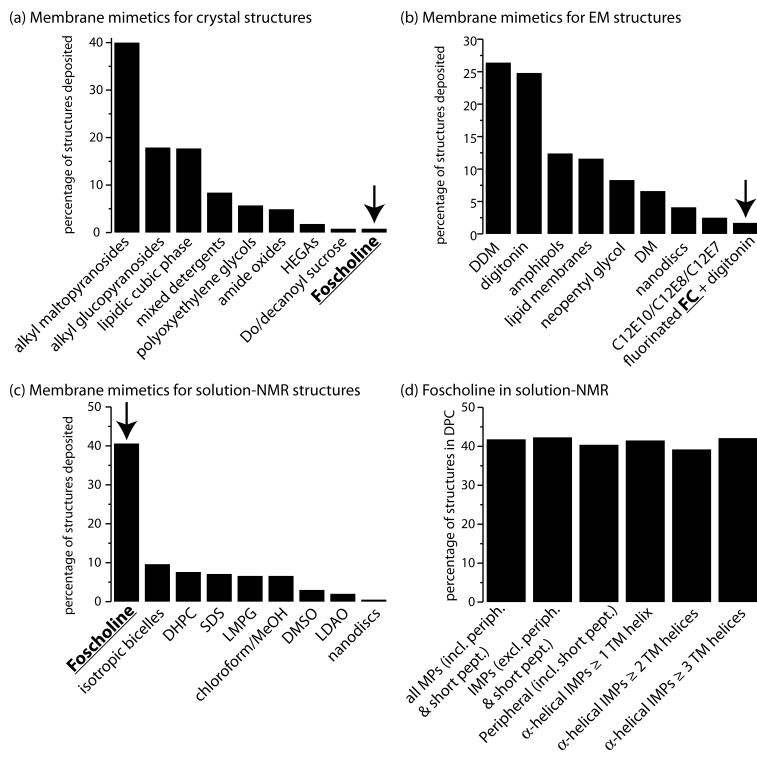 (a) Membrane mimetics for crystal structures
percentage of structures deposited
40
30
20
10
0
alkyl maltopyranosides
alkyl glucopyranosides
lipidic cubic phase
mixed detergents
polyoxyethylene glycols
amide oxides
HEGAs
Do/decanoyl sucrose
Foscholine
(b) Membrane mimetics for EM structures
percentage of structures deposited
30
25
20
15
10
5
0
DDM
digitonin
amphipols
lipid membranes
neopentyl glycol
DM
nanodiscs
C12E10/C12E8/C12E7
fluorinated FC + digitonin
(c) Membrane mimetics for solution-NMR structures
percentage of structures deposited
50
40
30
20
10
0
Foscholine
isotropic bicelles
DHPC
SDS
LMPG
chloroform/MeOH
DMSO
LDAO
nanodiscs
(d) Foscholine in solution-NMR
percentage of structures in DPC
50
40
30
20
10
0
all MPs (incl. periph.
& short pept.)
IMPs (excl. periph.
& short pept.)
Peripheral (incl. short pept.)
α-helical IMPs ≥ 1 TM helix
α-helical IMPs ≥ 2 TM helices
α-helical IMPs ≥ 3 TM helices